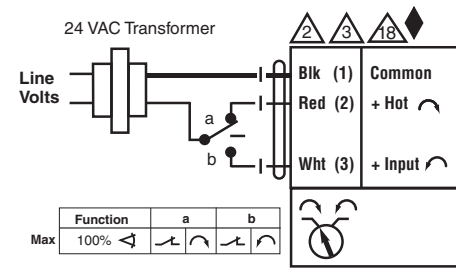 24 VAC Transformer
2 3 18
Line
Volts
Blk (1) Common
Red (2) + Hot
a
b
Wht (3) + Input
Function a b
Max 100%